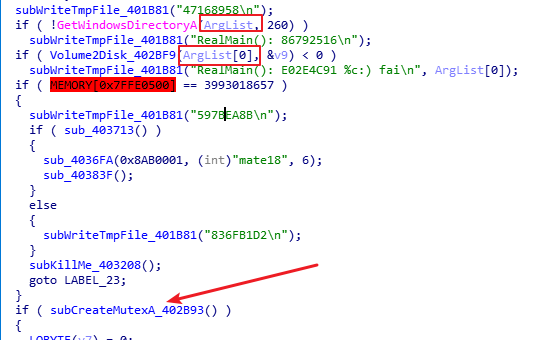 subWriteTmpFile_401B81("47168958\n");
if ( !GetWindowsDirectoryA(ArgList, 260) )
subWriteTmpFile_401B81("RealMain(): 86792516\n");
if ( Volume2Disk_402BF9(ArgList[0], &v9) < 0 )
subWriteTmpFile_401B81("RealMain(): E02E4C91 %c:) fai\n", ArgList[0]);
if ( MEMORY[0x7FFE0500] == 3993018657 )
{
subWriteTmpFile_401B81("597BEA8B\n");
if ( sub_403713() )
{
sub_4036FA(0x8AB0001, (int)"mate18", 6);
sub_40383F();
}
else
{
subWriteTmpFile_401B81("836FB1D2\n");
}
subKillMe_403208();
goto LABEL_23;
}
if ( subCreateMutexA_402B93() )
{
LOBYTE(v7) = 0;